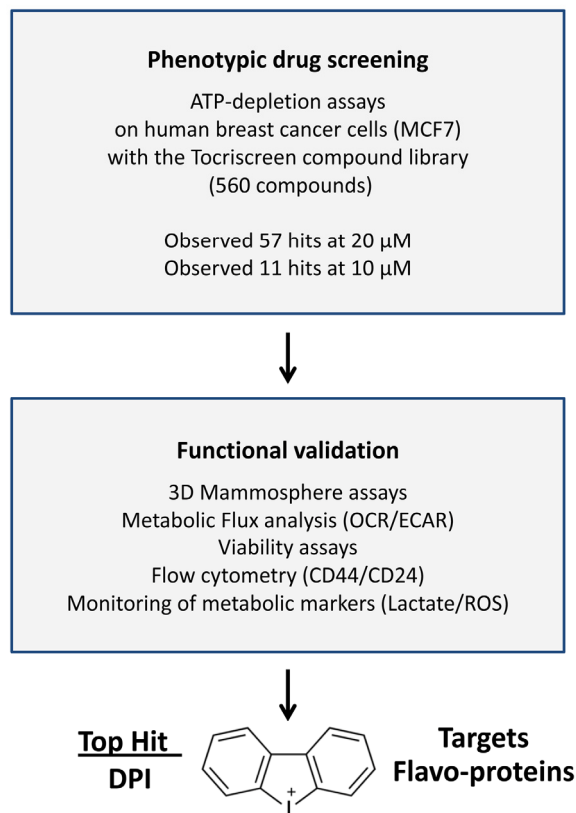 Phenotypic drug screening
ATP-depletion assays
on human breast cancer cells (MCF7)
with the Tocriscreen compound library
(560 compounds)
Observed 57 hits at 20 µM
Observed 11 hits at 10 µM
Functional validation
3D Mammosphere assays
Metabolic Flux analysis (OCR/ECAR)
Viability assays
Flow cytometry (CD44/CD24)
Monitoring of metabolic markers (Lactate/ROS)
Top Hit
DPI
+
I
Targets
Flavo-proteins